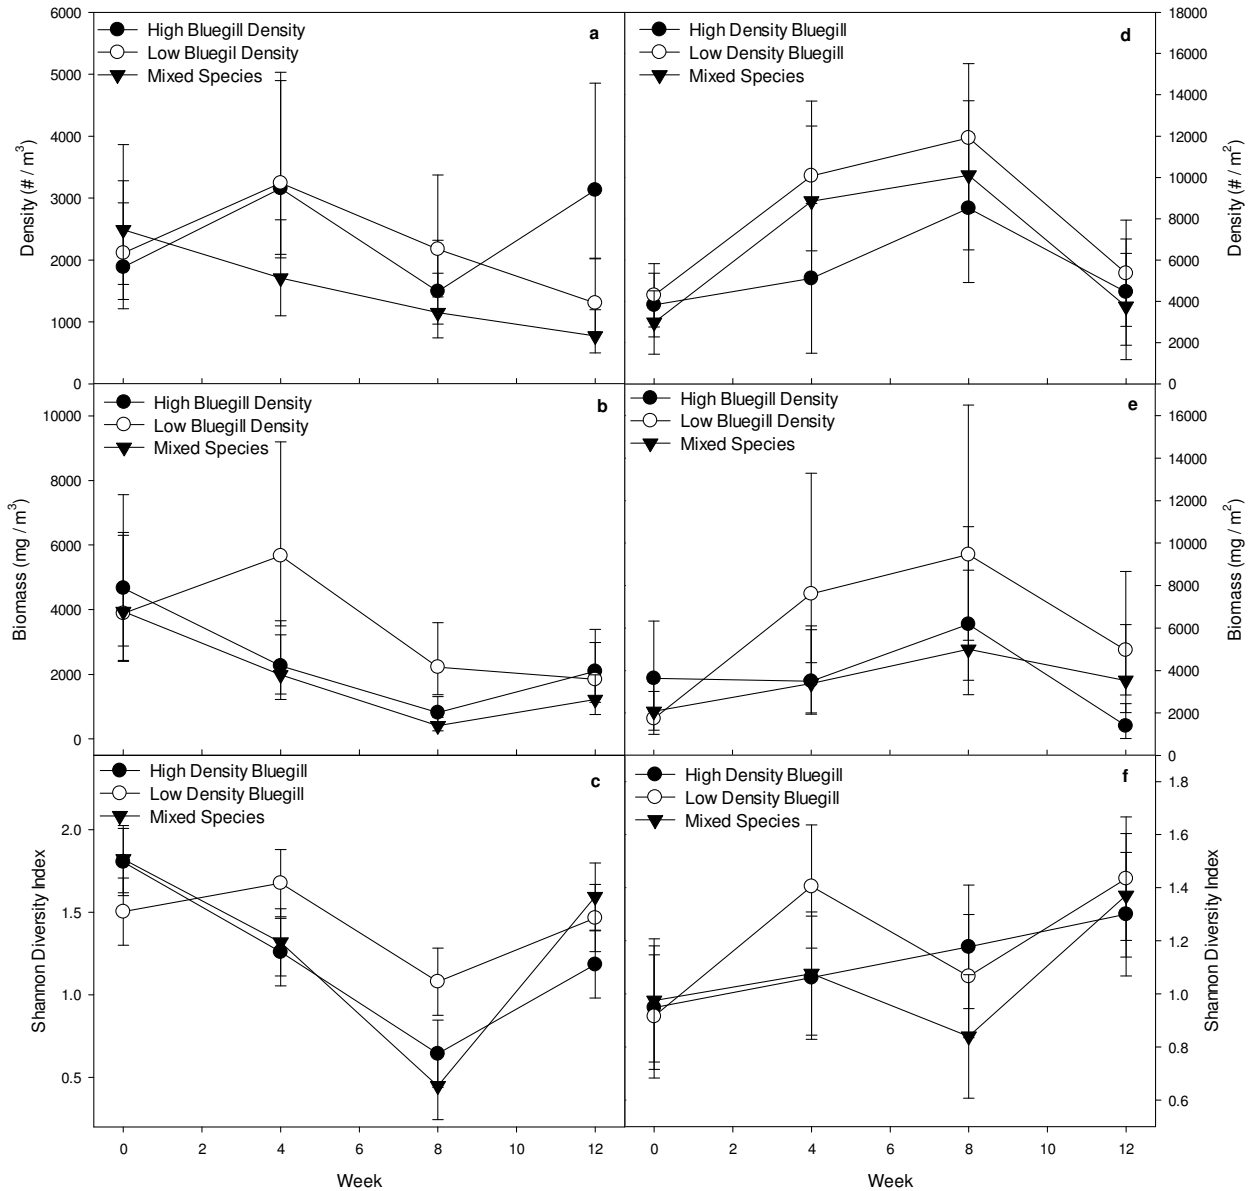 High Bluegill Density
Low Bluegil Density
Mixed Species
a
6000
5000
4000
3000
2000
1000
0
Density (# / m³)
High Density Bluegill
Low Density Bluegill
Mixed Species
d
18000
16000
14000
12000
10000
8000
6000
4000
2000
0
Density (# / m²)
High Bluegill Density
Low Bluegill Density
Mixed Species
b
10000
8000
6000
4000
2000
0
Biomass (mg / m³)
High Bluegill Density
Low Bluegill Density
Mixed Species
e
16000
14000
12000
10000
8000
6000
4000
2000
0
Biomass (mg / m²)
High Density Bluegill
Low Density Bluegill
Mixed Species
c
2.0
1.5
1.0
0.5
Shannon Diversity Index
0 2 4 6 8 10 12
Week
High Density Bluegill
Low Density Bluegill
Mixed Species
f
1.8
1.6
1.4
1.2
1.0
0.8
0.6
Shannon Diversity Index
0 2 4 6 8 10 12
Week